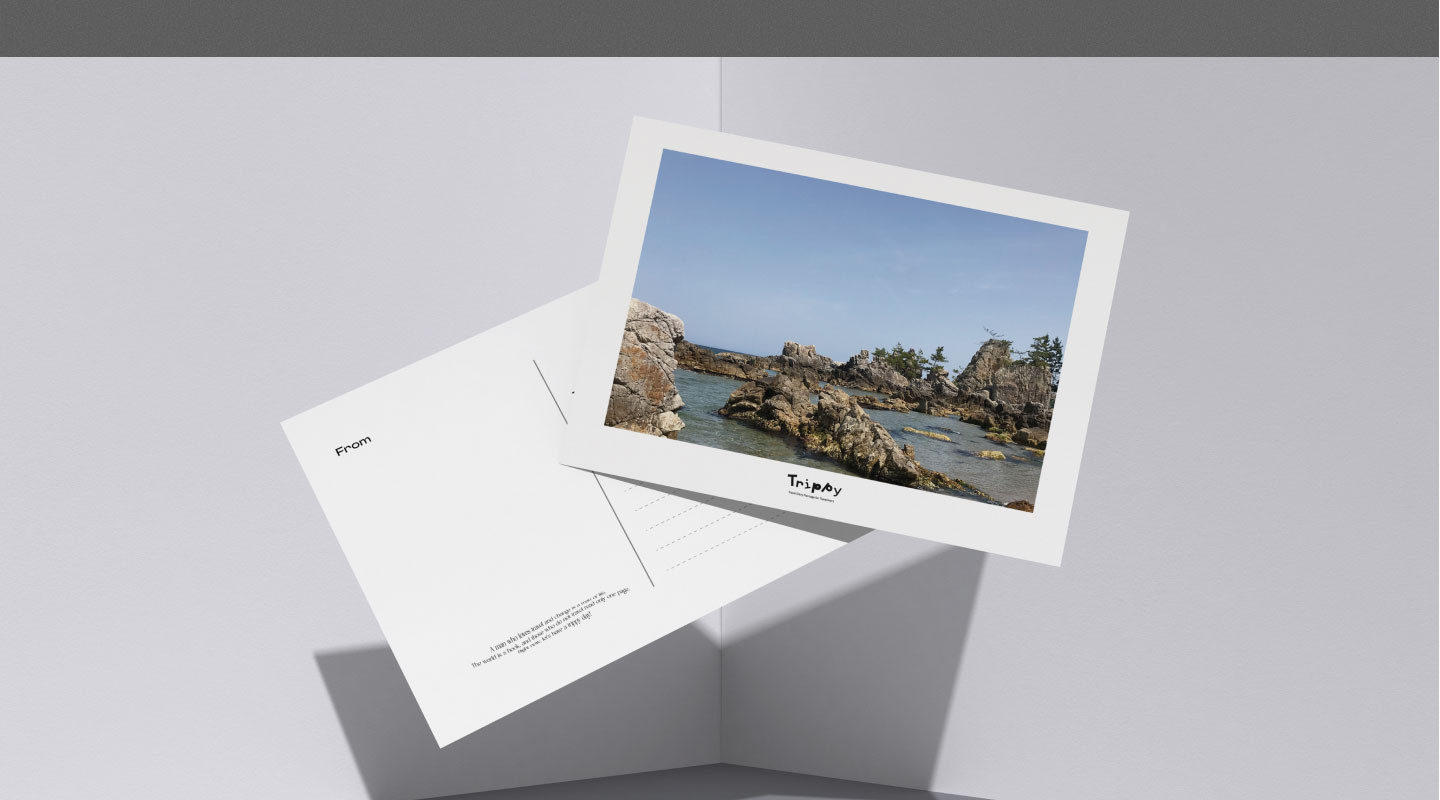 From
A man who loves travel and change is a man of life.
The world is a book, and those who do not travel read only one page.
right now, let's have a trippy day!
Trippy